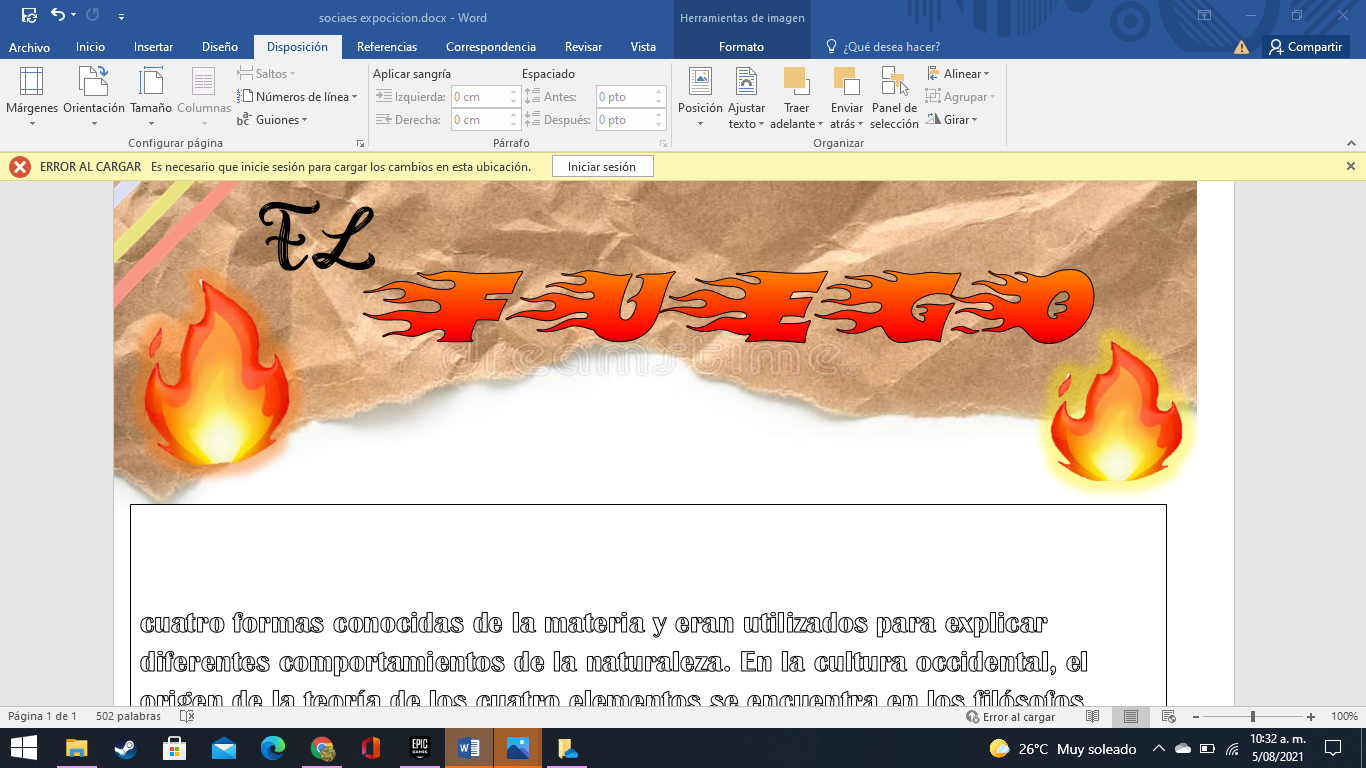 sociaes expocicion.docx - Word
Herramientas de imagen
Archivo Inicio Insertar Diseño Disposición Referencias Correspondencia Revisar Vista Formato ¿Qué desea hacer? Compartir
Márgenes Orientación Tamaño Columnas
Saltos
Números de línea
Guiones
Configurar página
Aplicar sangría Espaciado
Izquierda: 0 cm Antes: 0 pto
Derecha: 0 cm Después: 0 pto
Párrafo
Posición Ajustar texto Traer adelante Enviar atrás Panel de selección
Alinear
Agrupar
Girar
Organizar
ERROR AL CARGAR Es necesario que inicie sesión para cargar los cambios en esta ubicación. Iniciar sesión
EL
FUEGO
dreamstime
cuatro formas conocidas de la materia y eran utilizados para explicar
diferentes comportamientos de la naturaleza. En la cultura occidental, el
origen de la teoría de los cuatro elementos se encuentra en los filósofos
Página 1 de 1 502 palabras Error al cargar 100%
EPIC GAMES
26°C Muy soleado
10:32 a. m.
5/08/2021